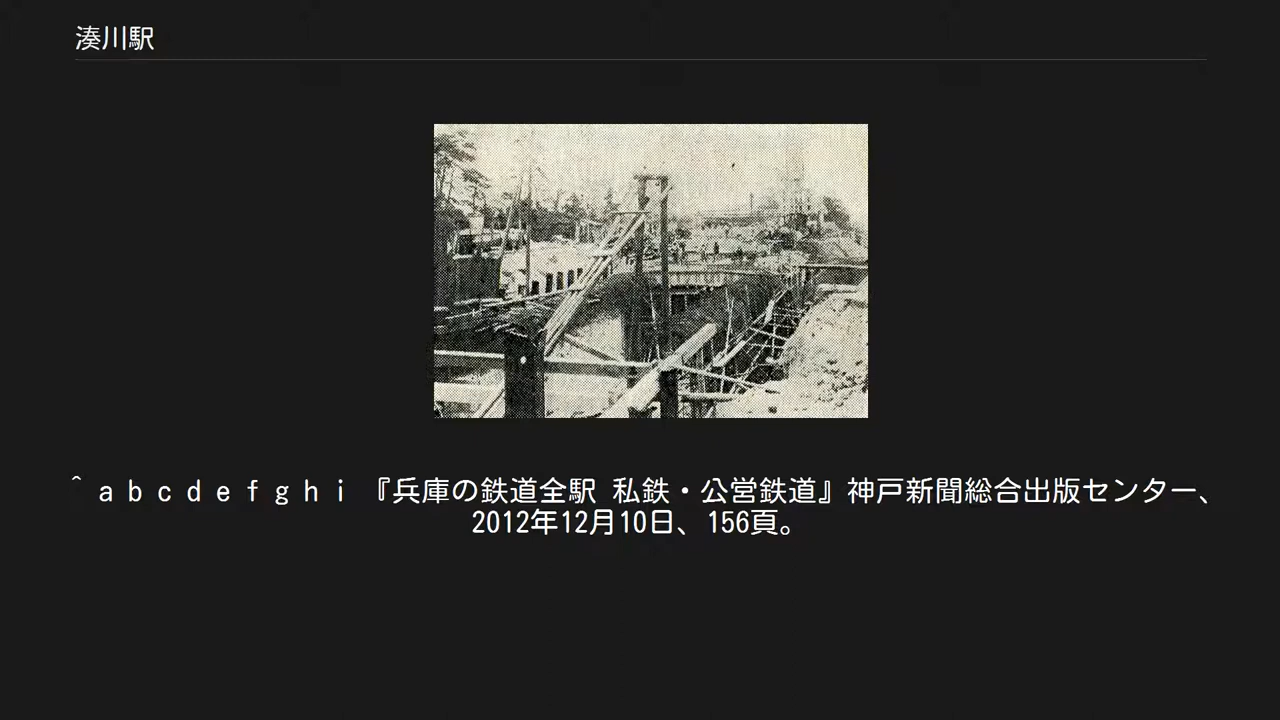 湊川駅
^ a b c d e f g h i 『兵庫の鉄道全駅 私鉄・公営鉄道』神戸新聞総合出版センター、
2012年12月10日、156頁。